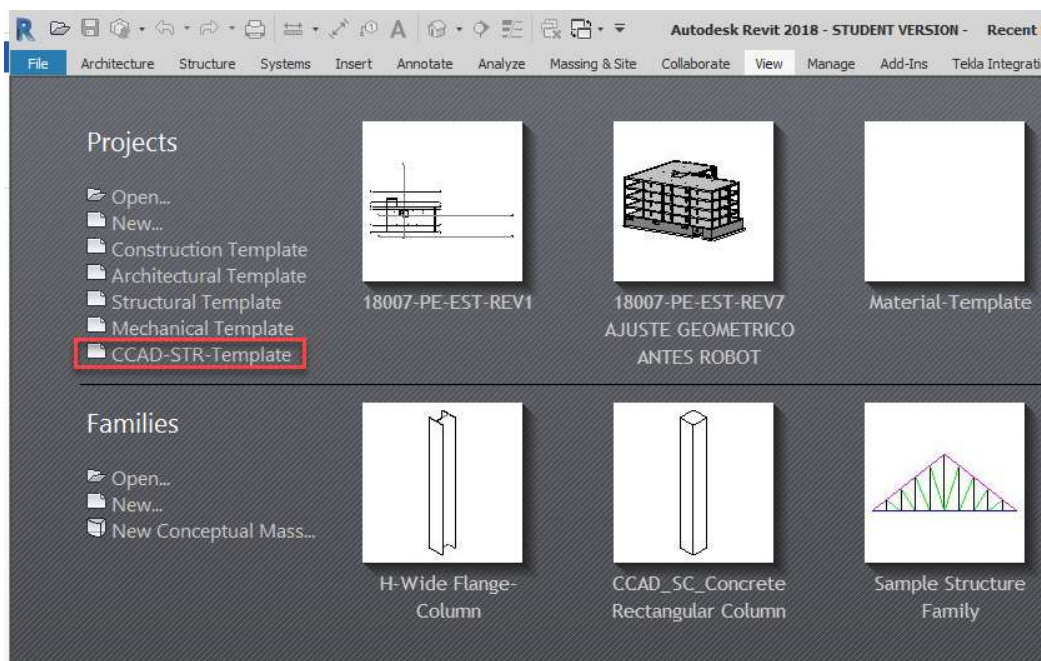 Autodesk Revit 2018 - STUDENT VERSION - Recent
File Architecture Structure Systems Insert Annotate Analyze Massing & Site Collaborate View Manage Add-Ins Tekla
Projects
Open...
New...
Construction Template
Architectural Template
Structural Template
Mechanical Template
CCAD-STR-Template
18007-PE-EST-REV1
18007-PE-EST-REV7
AJUSTE GEOMETRICO
ANTES ROBOT
Material-Template
Families
Open...
New...
New Conceptual Mass...
H-Wide Flange-
Column
CCAD_SC_Concrete
Rectangular Column
Sample Structure
Family